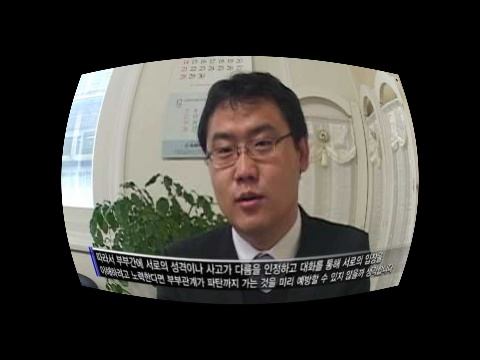 따라서 부부간에 서로의 성격이나 사고가 다름을 인정하고 대화를 통해 서로의 입장을
이해하려고 노력한다면 부부관계가 파탄까지 가는 것을 미리 예방할 수 있지 않을까 생각합니다